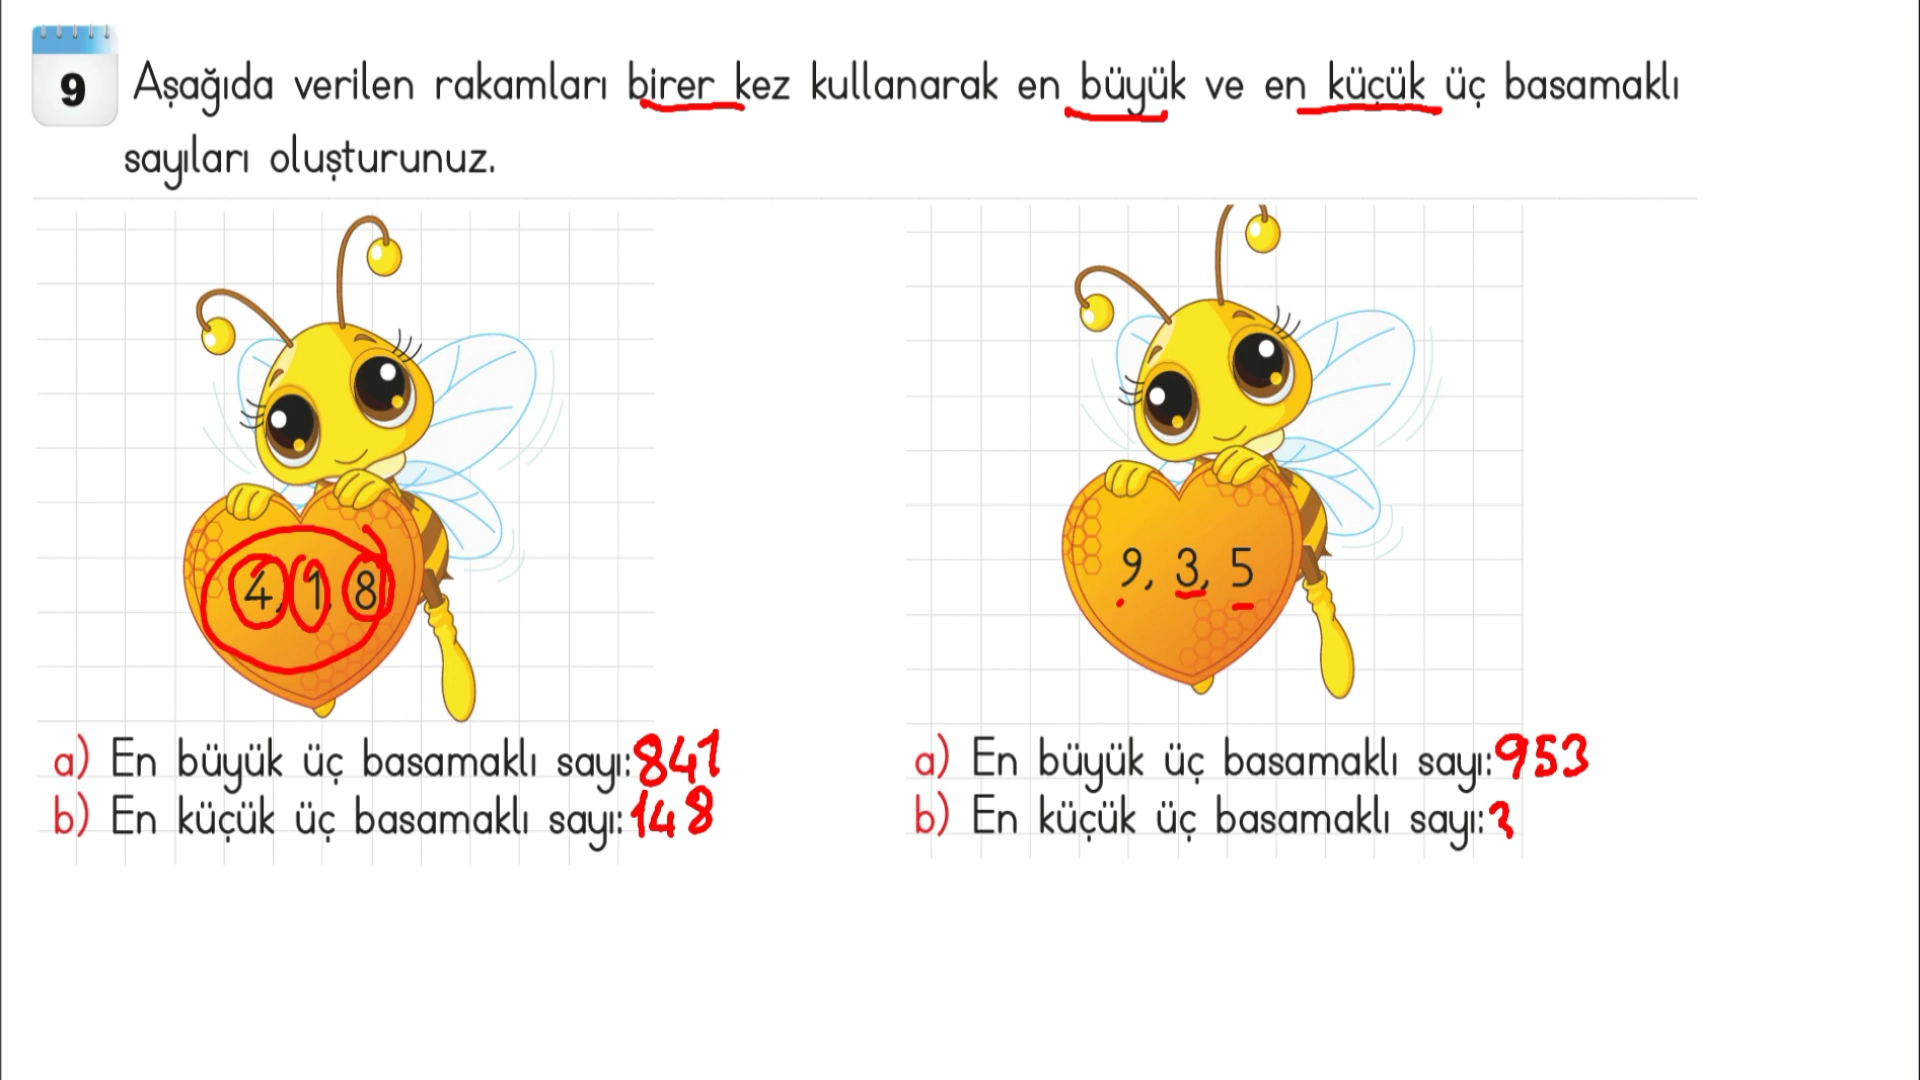 9 Aşağıda verilen rakamları birer kez kullanarak en büyük ve en küçük üç basamaklı
sayıları oluşturunuz.
4, 1, 8
a) En büyük üç basamaklı sayı: 841
b) En küçük üç basamaklı sayı: 148
9, 3, 5
a) En büyük üç basamaklı sayı: 953
b) En küçük üç basamaklı sayı: